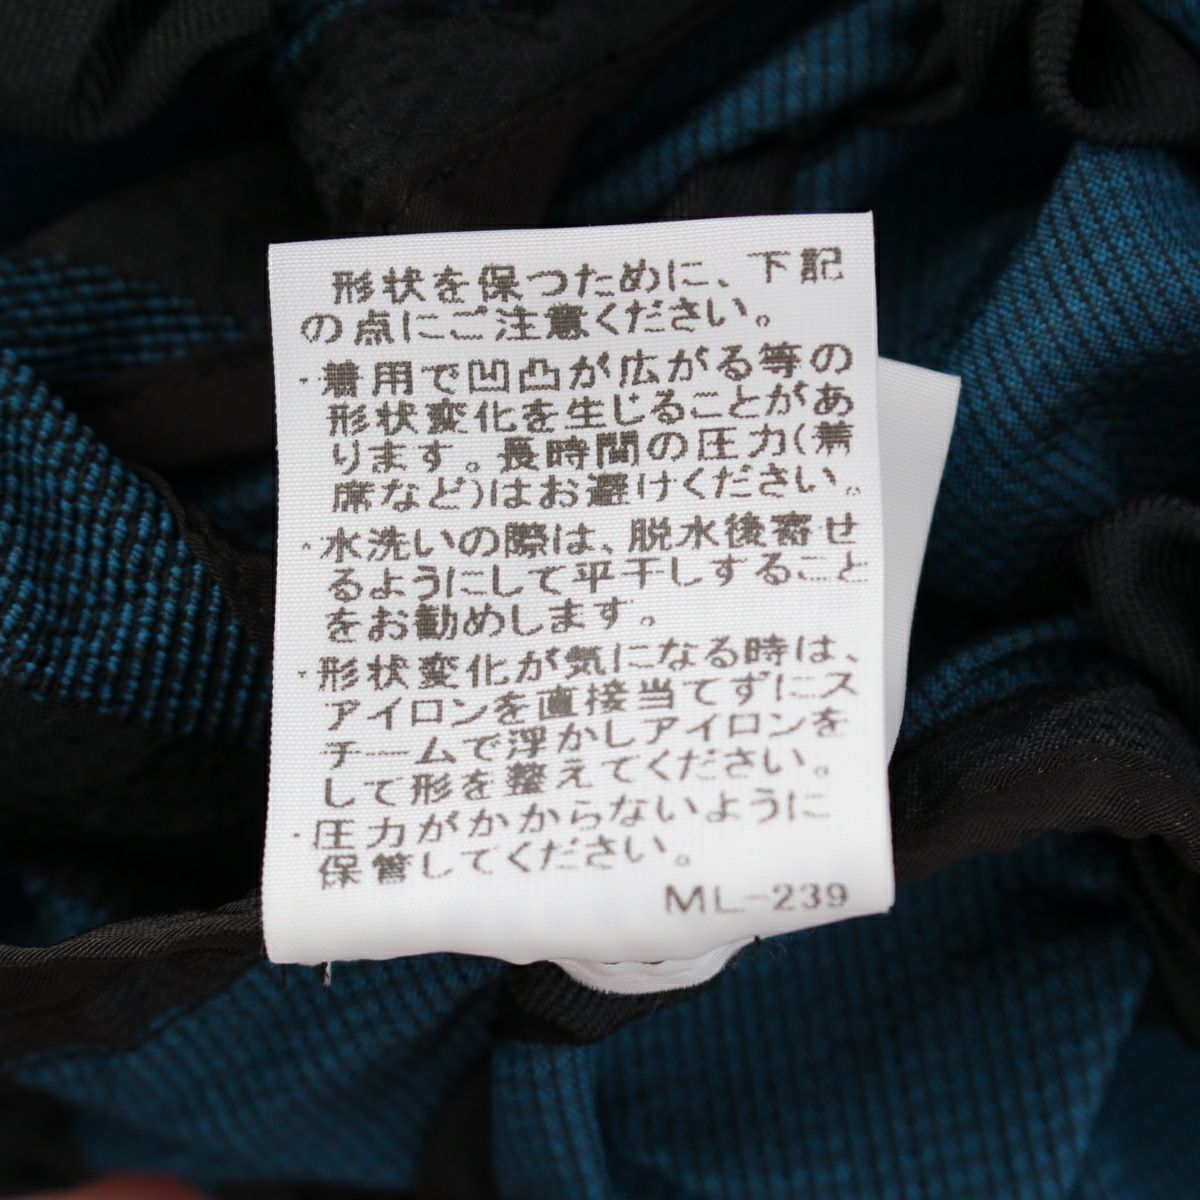 形状を保つために、下記
の点にご注意ください。
・着用で凹凸が広がる等の
形状変化を生じることがあ
ります。長時間の圧力(着
席など)はお避けください。
・水洗いの際は、脱水後寄せ
るようにして平干しすること
をお勧めします。
・形状変化が気になる時は、
アイロンを直接当てずにス
チームで浮かしアイロンを
して形を整えてください。
・圧力がかからないように
保管してください。
ML-239